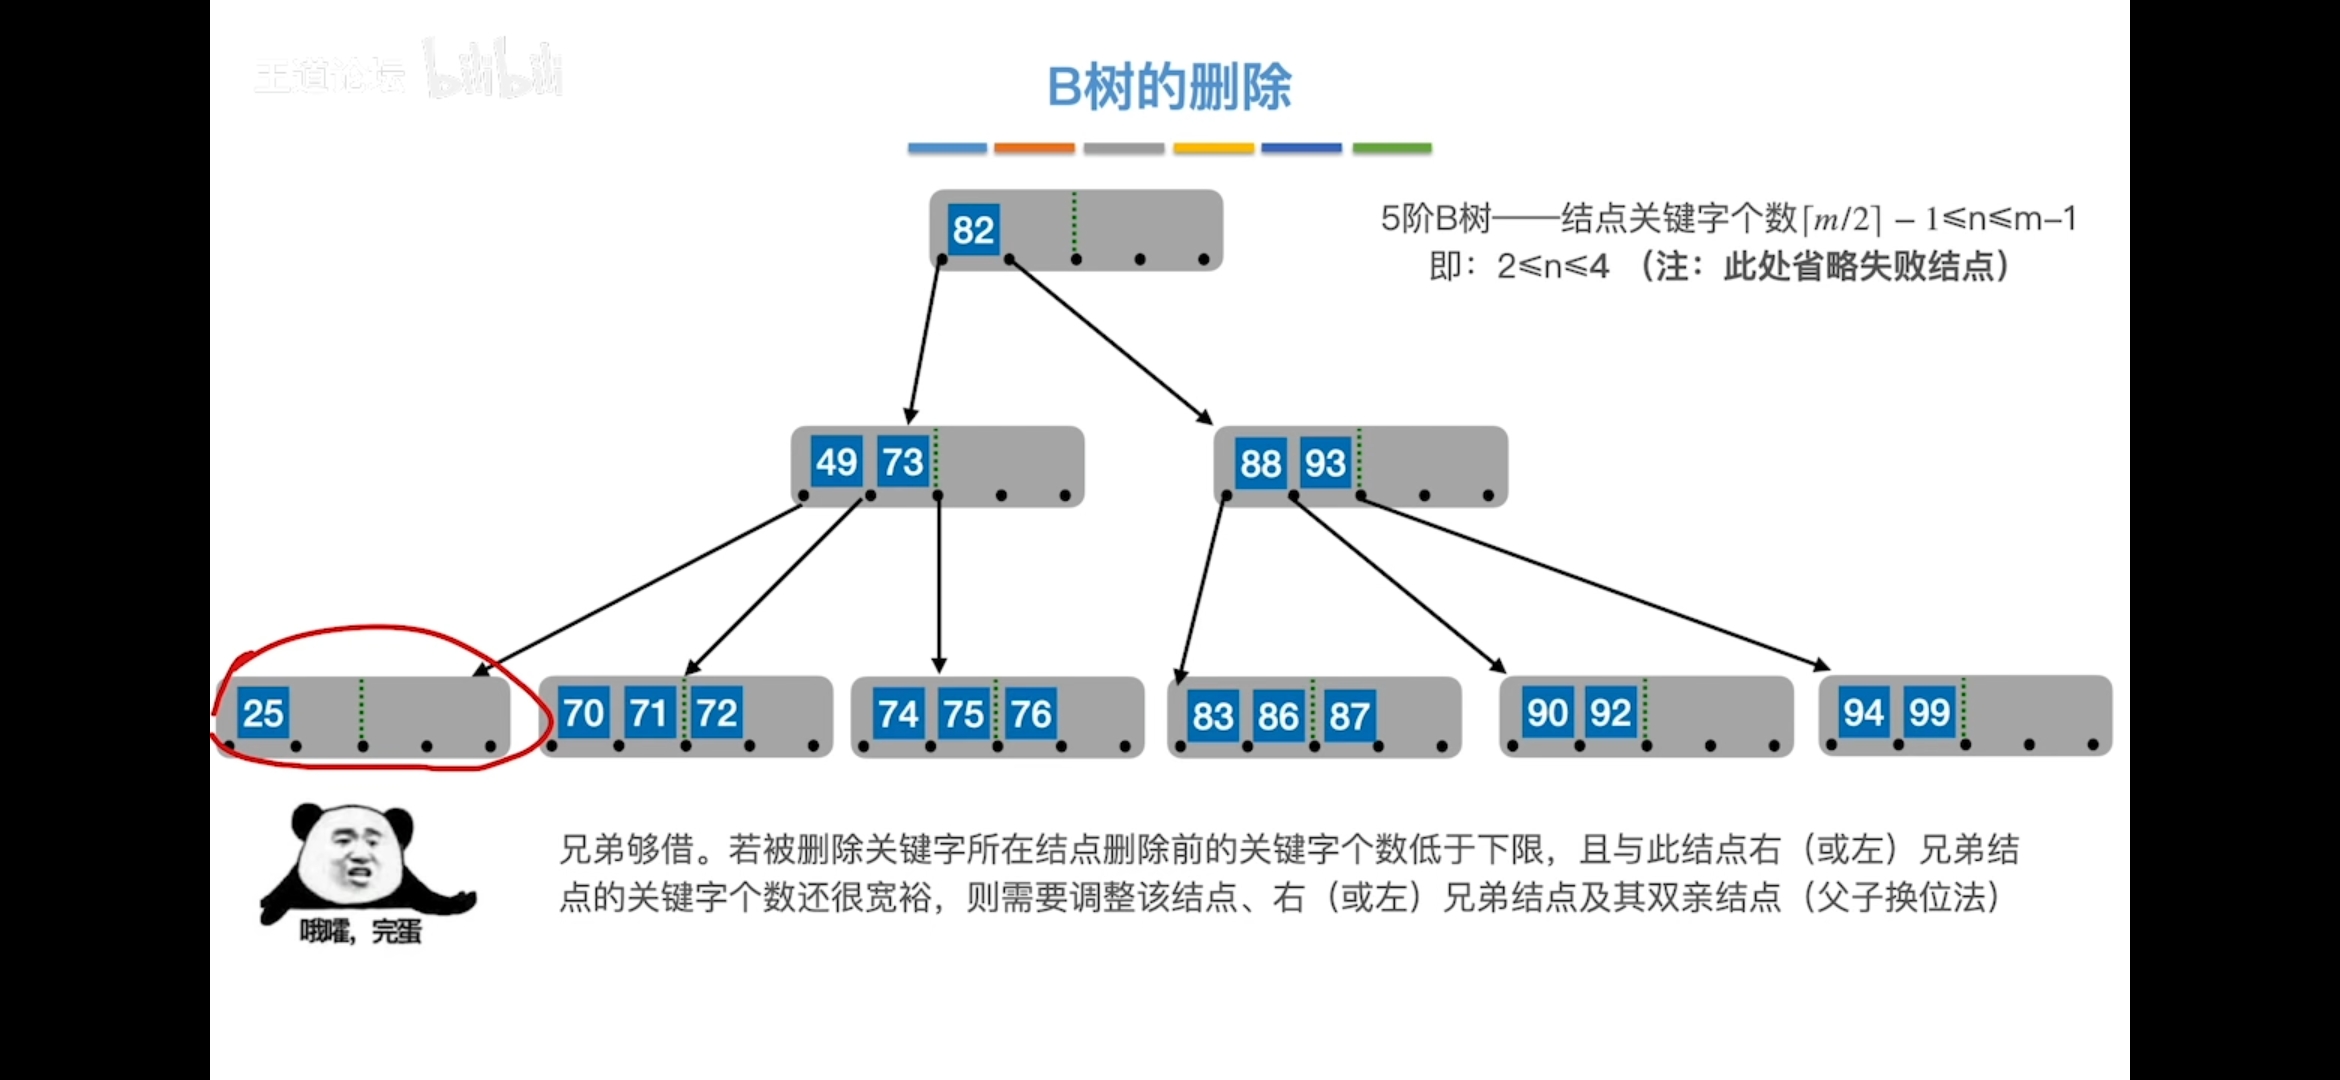 王道论坛 bilibili
B树的删除
82
5阶B树——结点关键字个数⌈m/2⌉ – 1≤n≤m–1
即：2≤n≤4 （注：此处省略失败结点）
49 73
88 93
25
70 71 72
74 75 76
83 86 87
90 92
94 99
兄弟够借。若被删除关键字所在结点删除前的关键字个数低于下限，且与此结点右（或左）兄弟结
点的关键字个数还很宽裕，则需要调整该结点、右（或左）兄弟结点及其双亲结点（父子换位法）
哦嚯，完蛋